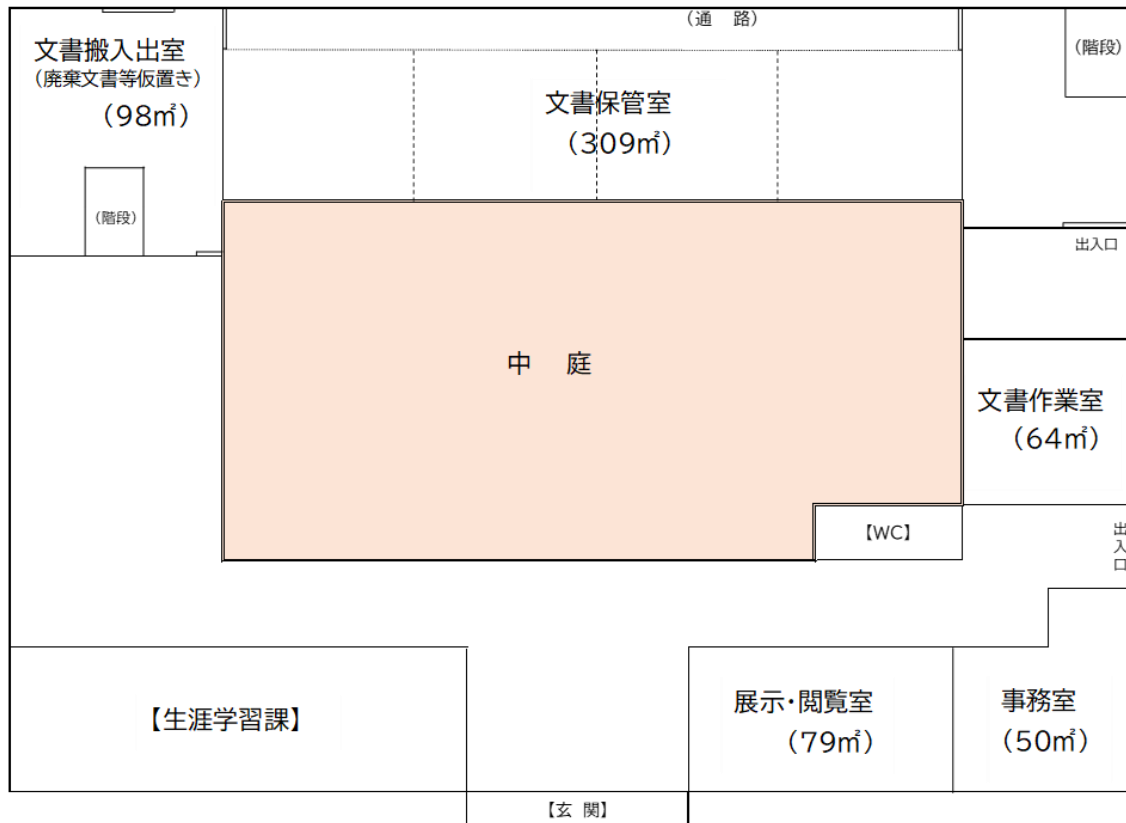 （通　路）
文書搬入出室
（廃棄文書等仮置き）
（98㎡）
（階段）
文書保管室
（309㎡）
（階段）
出入口
中　庭
文書作業室
（64㎡）
【WC】
出入口
【生涯学習課】
展示・閲覧室
（79㎡）
事務室
（50㎡）
【玄 関】